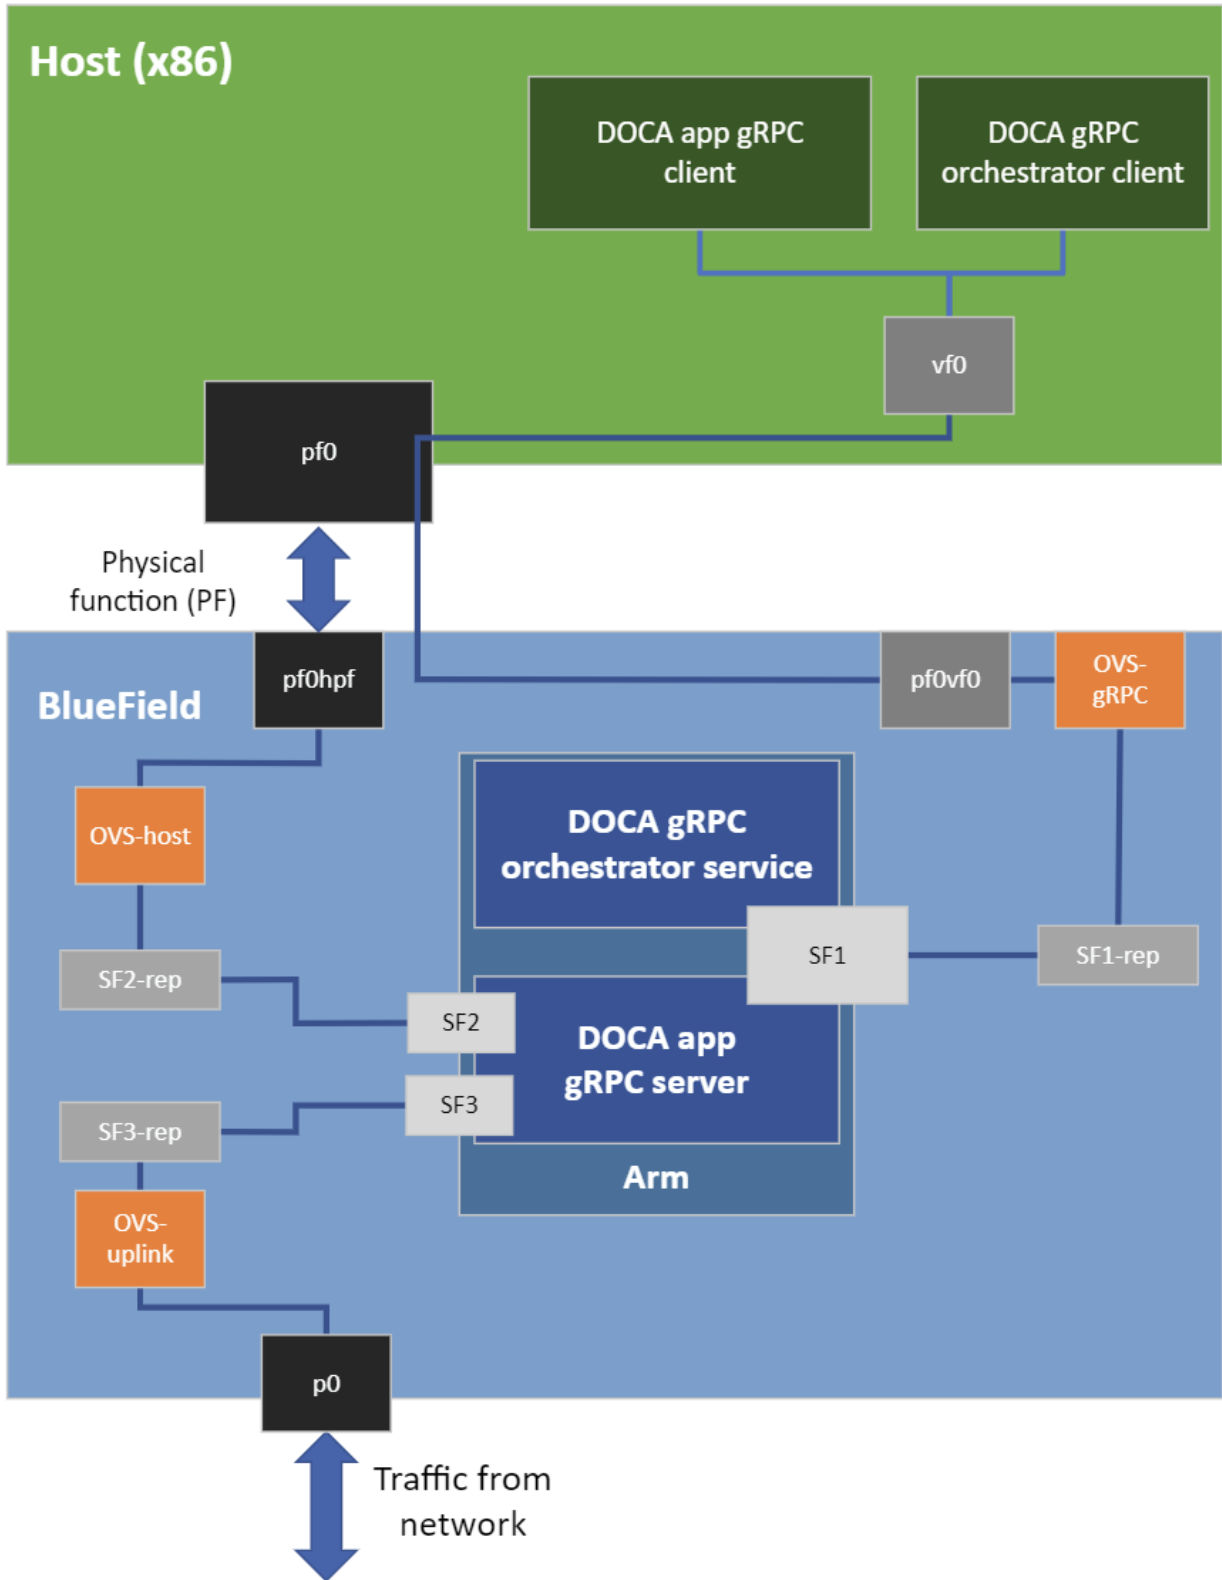 Host (x86)
DOCA app gRPC
client
DOCA gRPC
orchestrator client
vf0
pf0
Physical
function (PF)
pf0hpf
pf0vf0
OVS-
gRPC
BlueField
OVS-host
DOCA gRPC
orchestrator service
SF1
SF1-rep
SF2-rep
SF2
DOCA app
gRPC server
SF3
SF3-rep
Arm
OVS-
uplink
p0
Traffic from
network